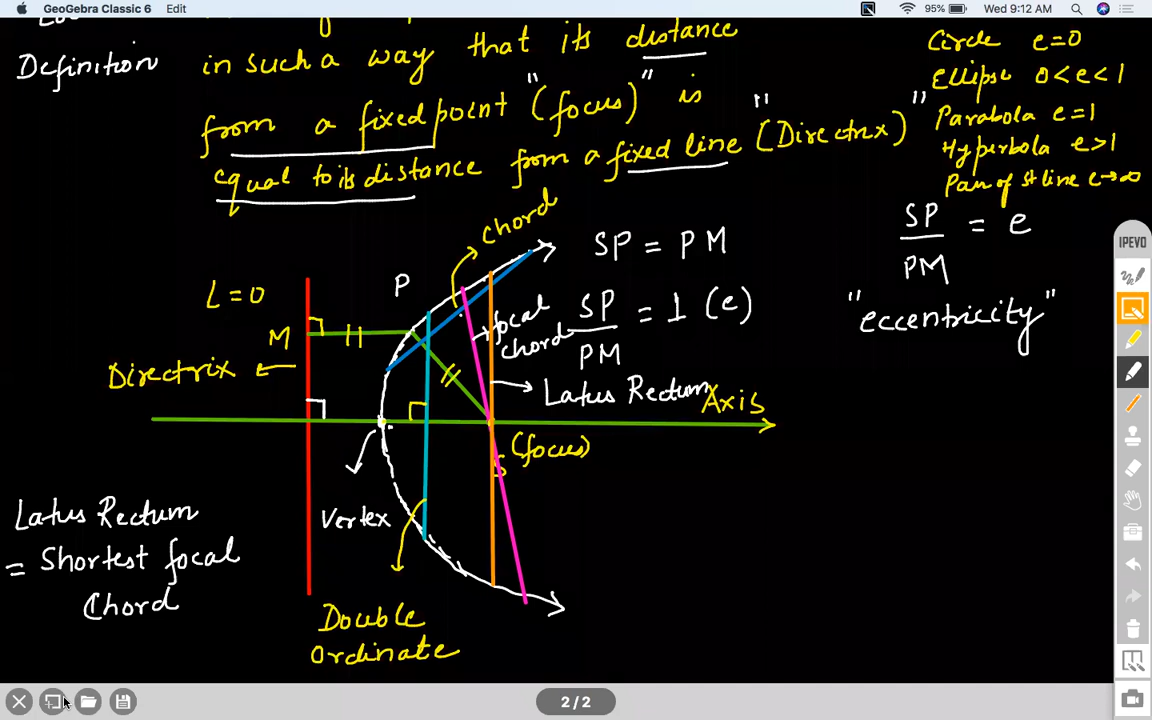 GeoGebra Classic 6 Edit
95% Wed 9:12 AM
Definition in such a way that its distance
from a fixed point "(focus)" is
equal to its distance from a fixed line "(Directrix)"
Circle e=0
Ellipse 0<e<1
Parabola e=1
Hyperbola e>1
Pair of st line e→∞
SP/PM = e
"eccentricity"
chord
SP = PM
P
L=0
focal
chord
SP/PM = 1 (e)
M
Directrix
Latus Rectum
Axis
(focus)
S
Vertex
Latus Rectum
= Shortest focal
Chord
Double
Ordinate
2/2
IPEVO